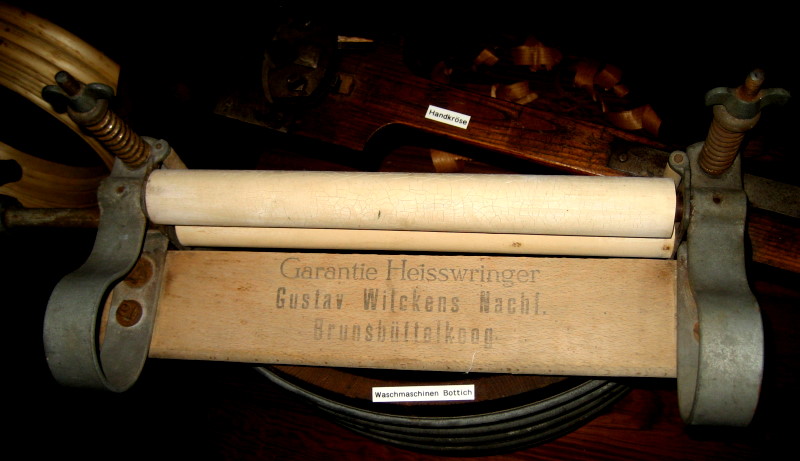 Handkröse
Garantie Heisswringer
Gustav Wilckens Nachf.
Brunsbüttelkoog
Waschmaschinen Bottich